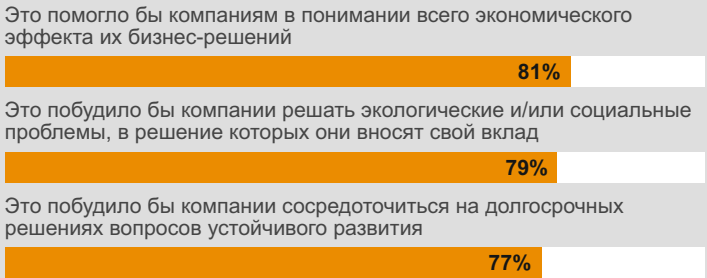 Это помогло бы компаниям в понимании всего экономического
эффекта их бизнес-решений
81%
Это побудило бы компании решать экологические и/или социальные
проблемы, в решение которых они вносят свой вклад
79%
Это побудило бы компании сосредоточиться на долгосрочных
решениях вопросов устойчивого развития
77%